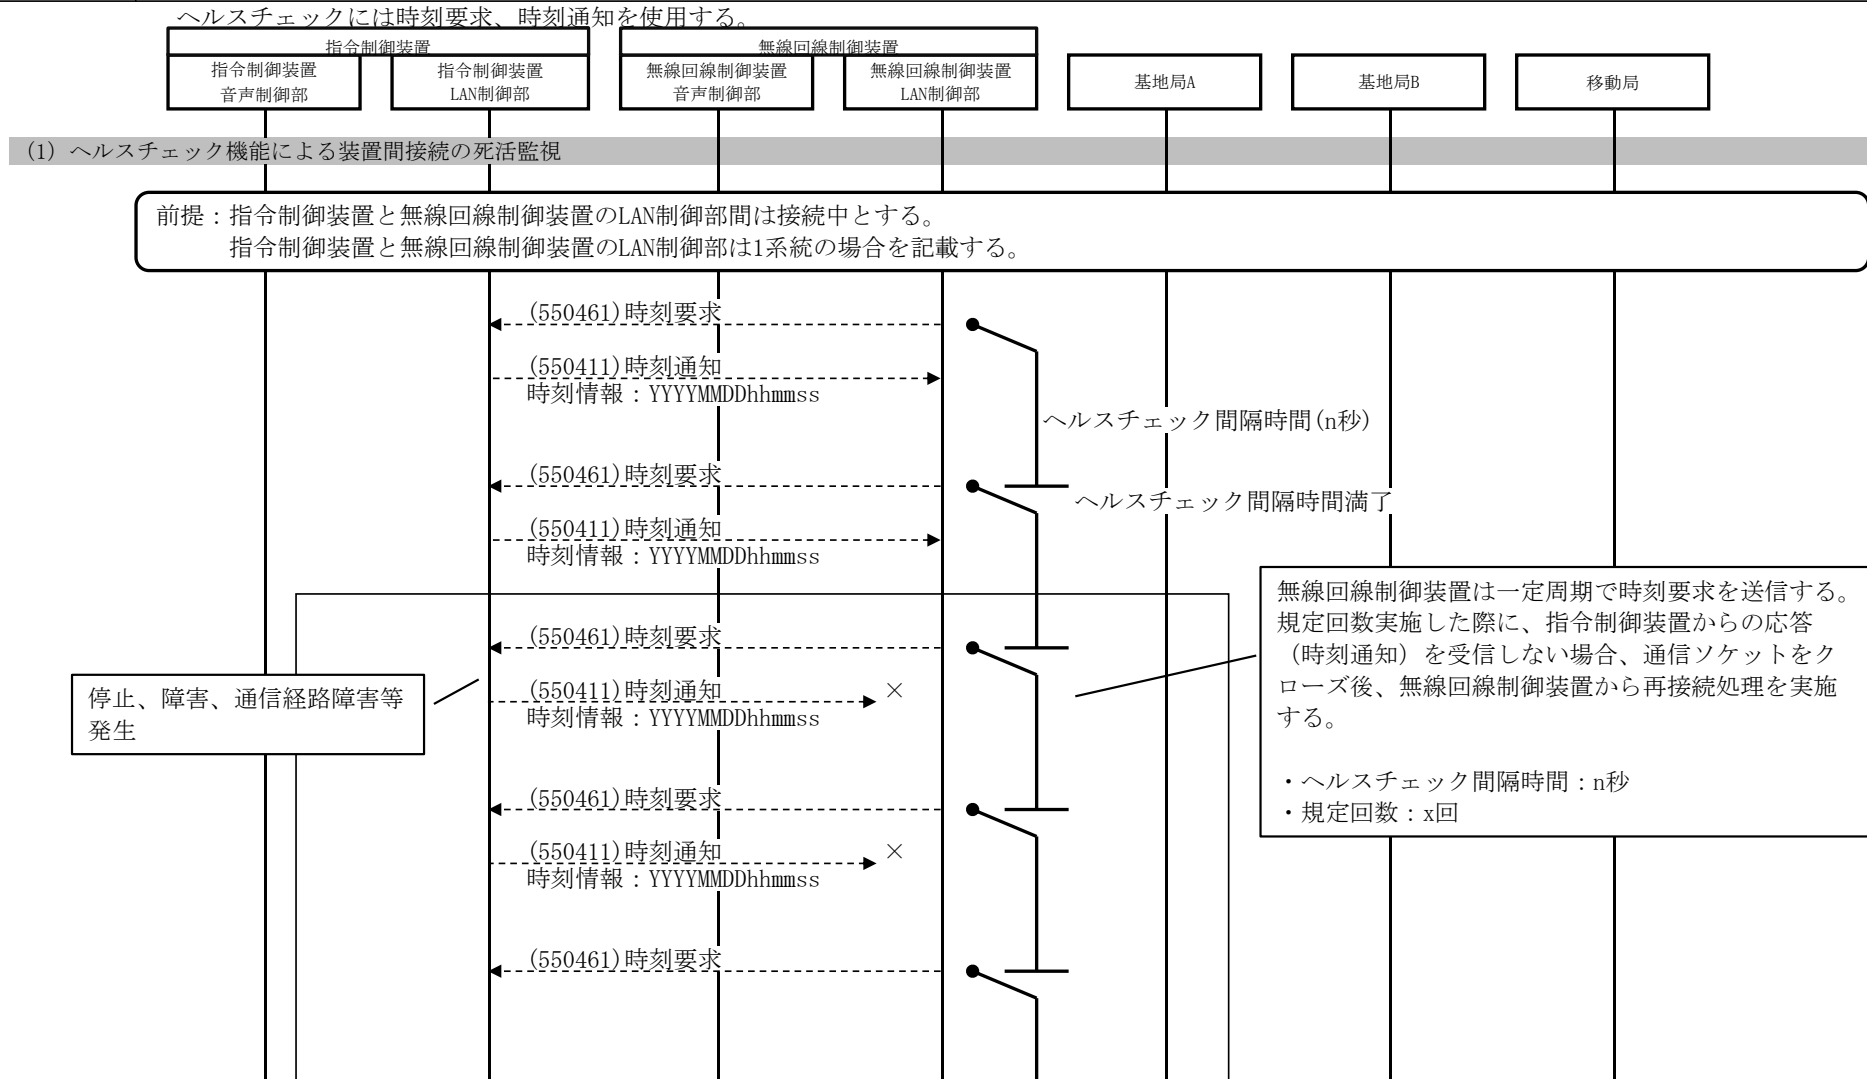 ヘルスチェックには時刻要求、時刻通知を使用する。
指令制御装置
無線回線制御装置
指令制御装置
音声制御部
指令制御装置
LAN制御部
無線回線制御装置
音声制御部
無線回線制御装置
LAN制御部
基地局A
基地局B
移動局
(1) ヘルスチェック機能による装置間接続の死活監視
前提：指令制御装置と無線回線制御装置のLAN制御部間は接続中とする。
指令制御装置と無線回線制御装置のLAN制御部は1系統の場合を記載する。
(550461)時刻要求
(550411)時刻通知
時刻情報：YYYYMMDDhhmmss
ヘルスチェック間隔時間(n秒)
(550461)時刻要求
ヘルスチェック間隔時間満了
(550411)時刻通知
時刻情報：YYYYMMDDhhmmss
無線回線制御装置は一定周期で時刻要求を送信する。
規定回数実施した際に、指令制御装置からの応答
（時刻通知）を受信しない場合、通信ソケットをク
ローズ後、無線回線制御装置から再接続処理を実施
する。
・ヘルスチェック間隔時間：n秒
・規定回数：x回
(550461)時刻要求
停止、障害、通信経路障害等
発生
(550411)時刻通知
×
時刻情報：YYYYMMDDhhmmss
(550461)時刻要求
(550411)時刻通知
×
時刻情報：YYYYMMDDhhmmss
(550461)時刻要求